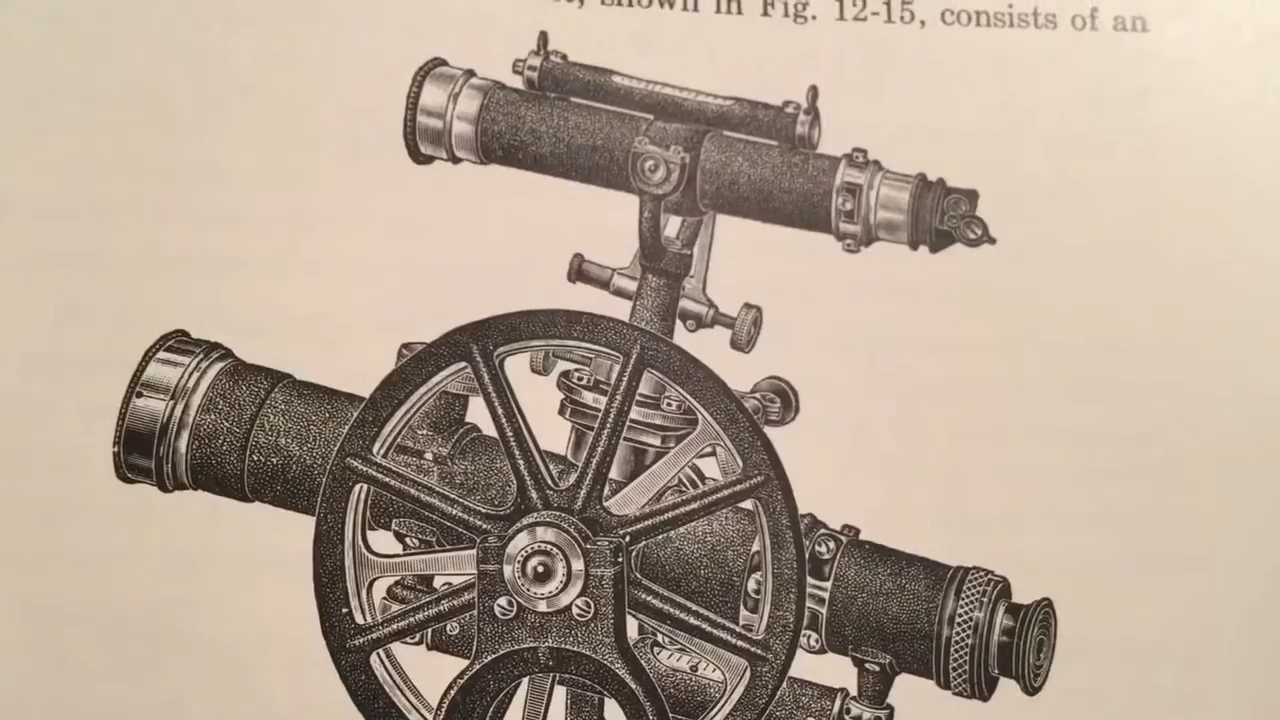 shown in Fig. 12-15, consists of an